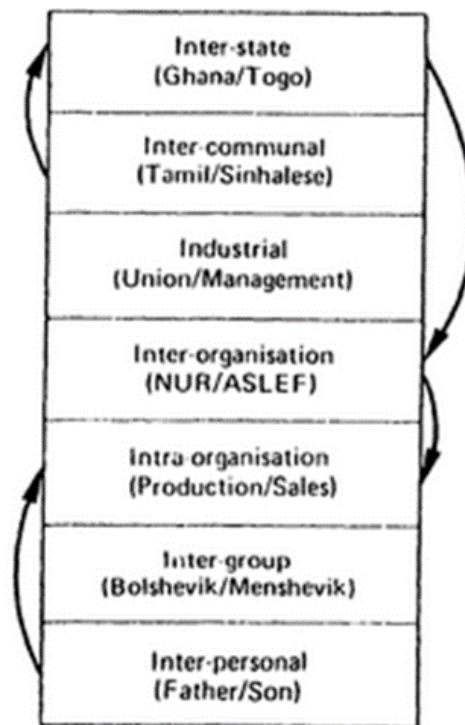 Inter-state
(Ghana/Togo)
Inter-communal
(Tamil/Sinhalese)
Industrial
(Union/Management)
Inter-organisation
(NUR/ASLEF)
Intra-organisation
(Production/Sales)
Inter-group
(Bolshevik/Menshevik)
Inter-personal
(Father/Son)